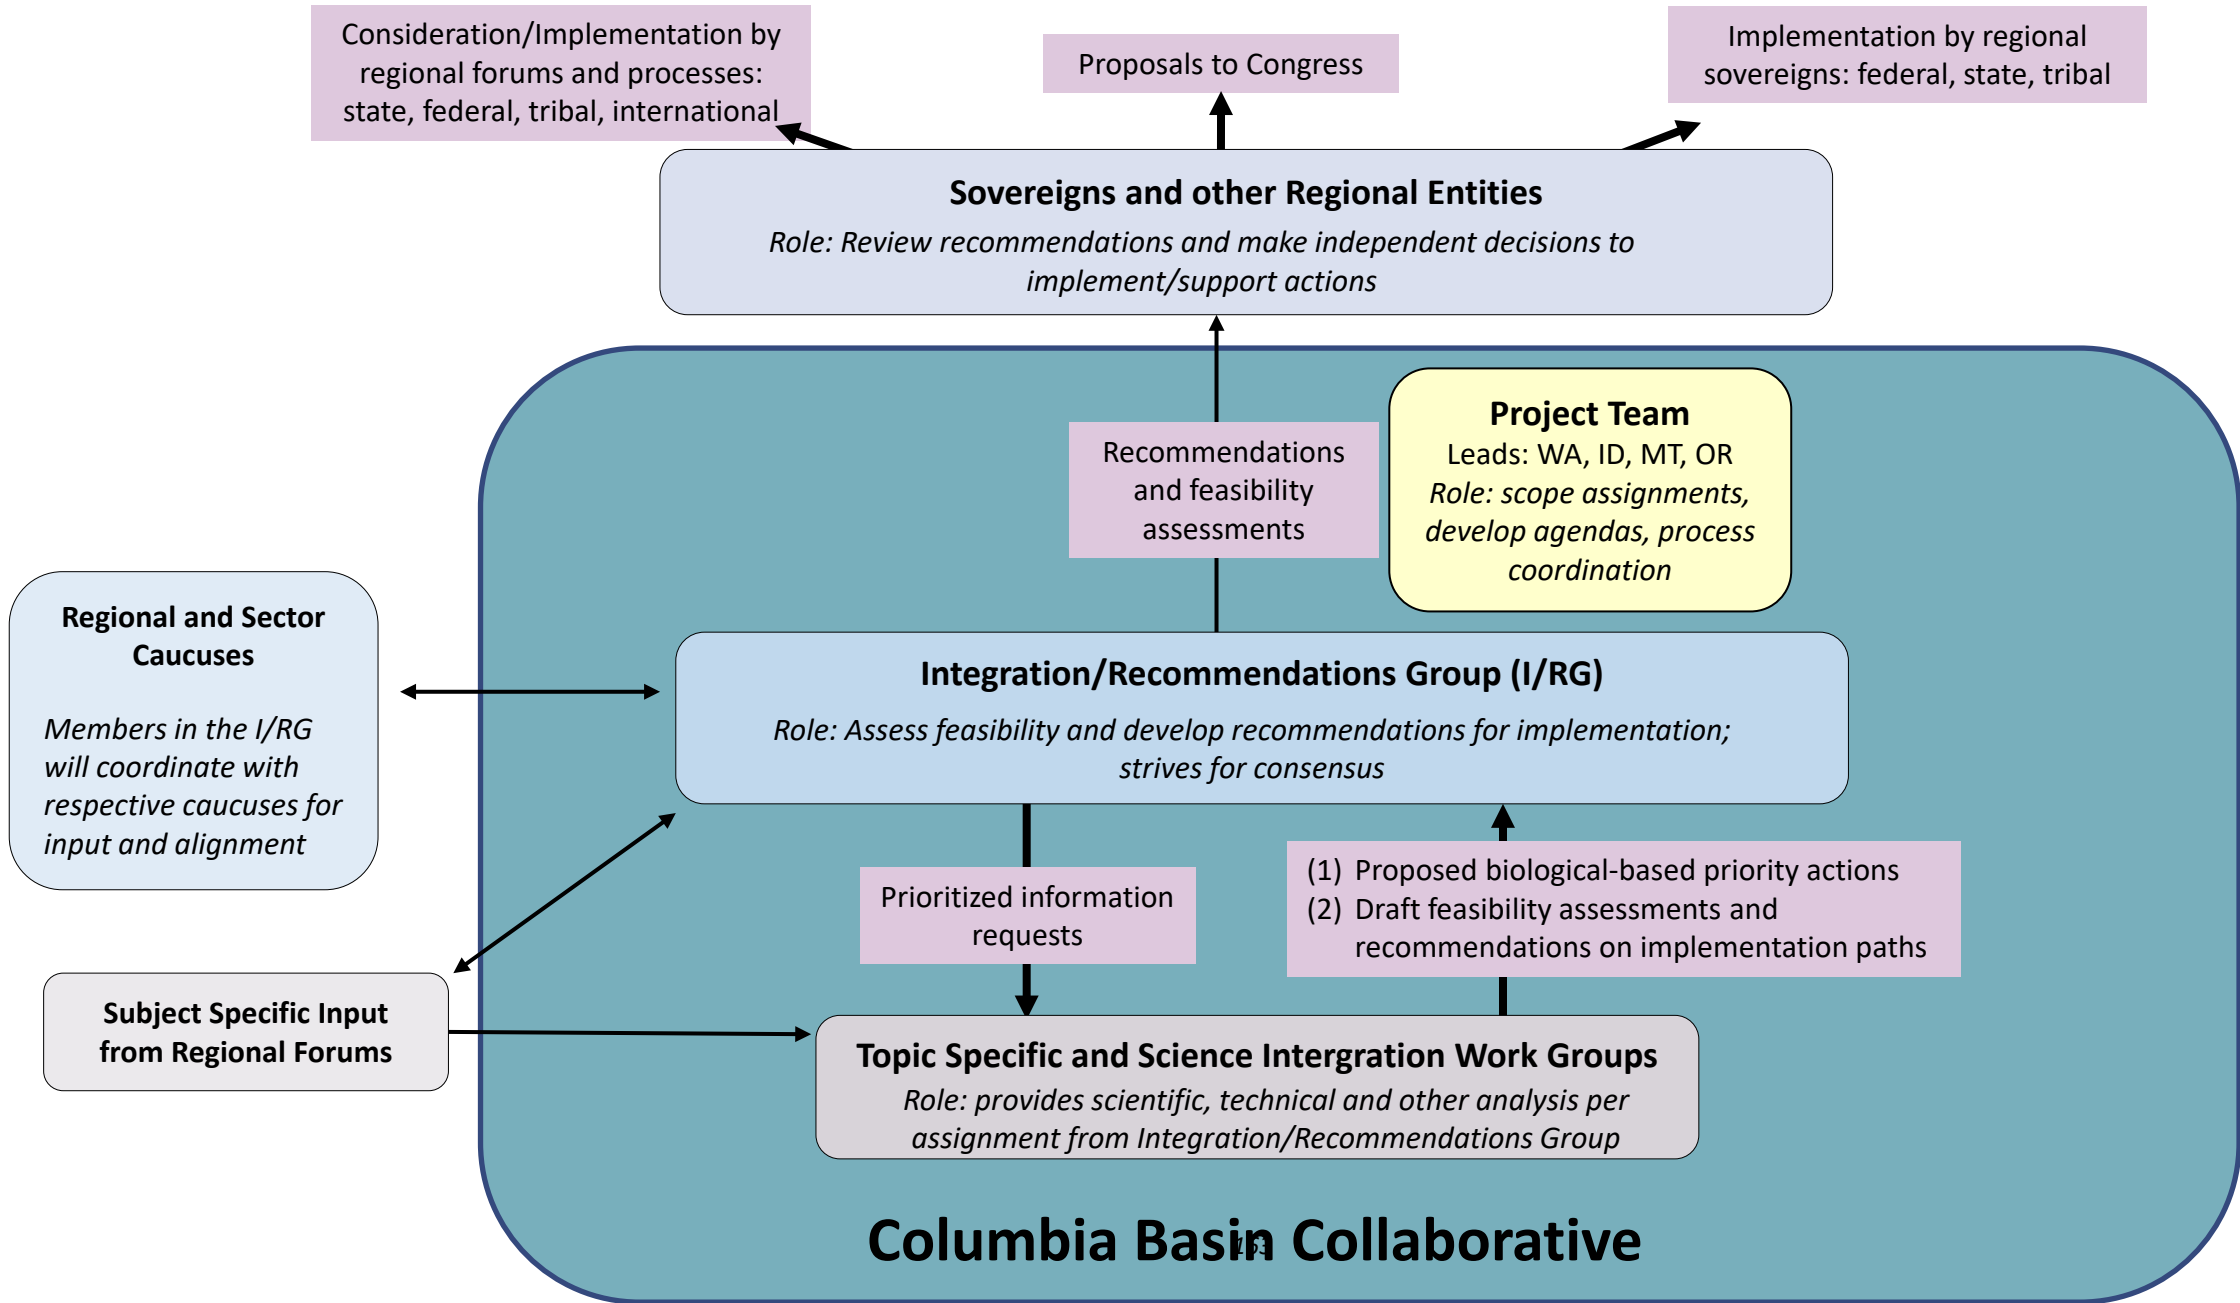 Consideration/Implementation by
regional forums and processes:
state, federal, tribal, international
Proposals to Congress
Implementation by regional
sovereigns: federal, state, tribal
Sovereigns and other Regional Entities
Role: Review recommendations and make independent decisions to
implement/support actions
Recommendations
and feasibility
assessments
Project Team
Leads: WA, ID, MT, OR
Role: scope assignments,
develop agendas, process
coordination
Regional and Sector
Caucuses
Members in the I/RG
will coordinate with
respective caucuses for
input and alignment
Integration/Recommendations Group (I/RG)
Role: Assess feasibility and develop recommendations for implementation;
strives for consensus
Prioritized information
requests
(1) Proposed biological-based priority actions
(2) Draft feasibility assessments and
recommendations on implementation paths
Subject Specific Input
from Regional Forums
Topic Specific and Science Intergration Work Groups
Role: provides scientific, technical and other analysis per
assignment from Integration/Recommendations Group
Columbia Basin Collaborative